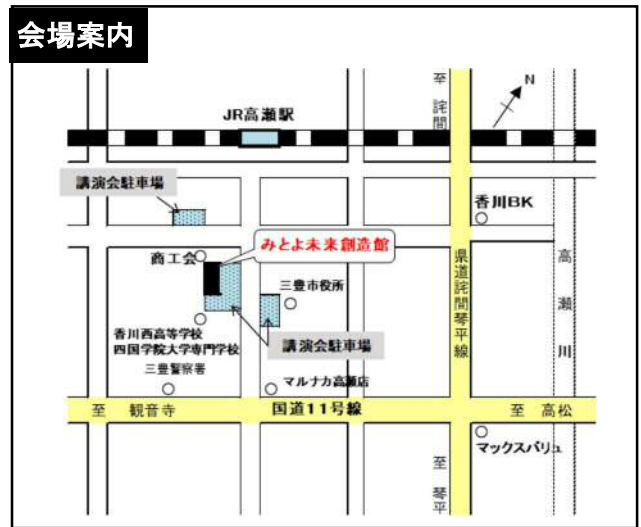 会場案内
至 詫間
N
JR高瀬駅
講演会駐車場
香川BK
みとよ未来創造館
商工会
三豊市役所
県道詫間琴平線
高瀬川
香川西高等学校
四国学院大学専門学校
講演会駐車場
三豊警察署
マルナカ高瀬店
至 観音寺
国道11号線
至 高松
マックスバリュ
至 琴平